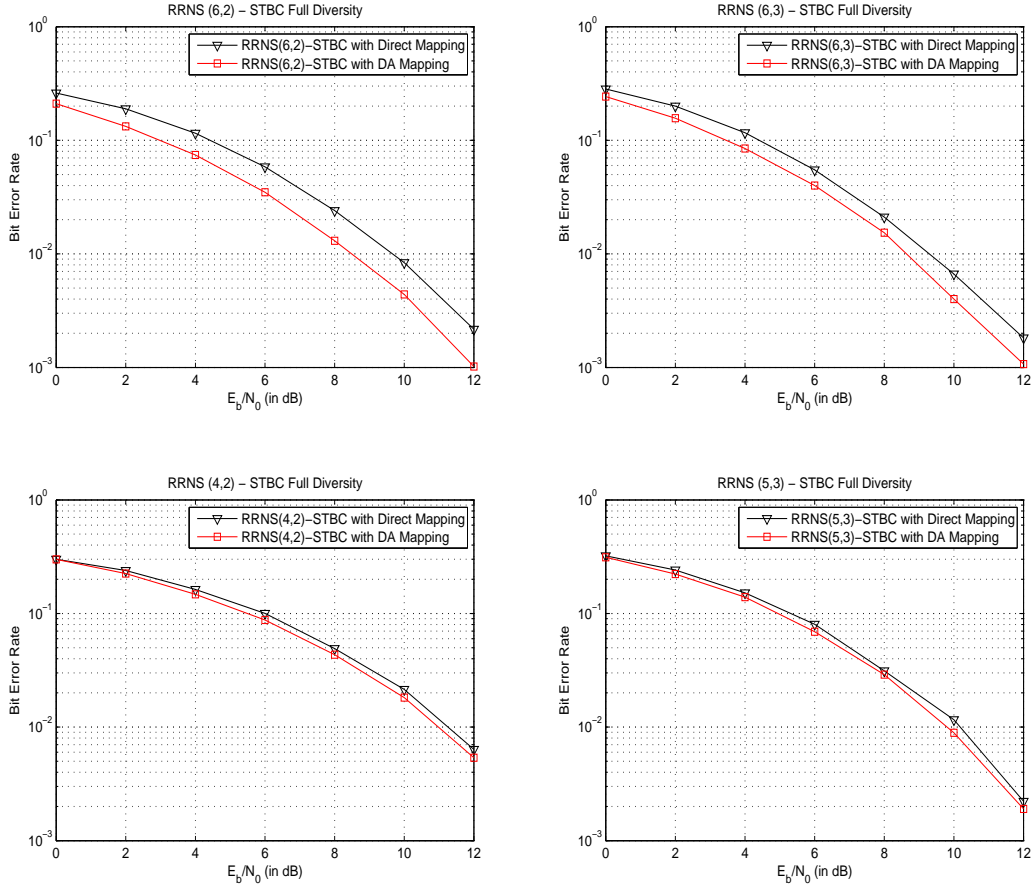 RRNS (6,2) − STBC Full Diversity
10^0
10^−1
10^−2
10^−3
Bit Error Rate
RRNS(6,2)−STBC with Direct Mapping
RRNS(6,2)−STBC with DA Mapping
0 2 4 6 8 10 12
E_b/N_0 (in dB)
RRNS (6,3) − STBC Full Diversity
10^0
10^−1
10^−2
10^−3
Bit Error Rate
RRNS(6,3)−STBC with Direct Mapping
RRNS(6,3)−STBC with DA Mapping
0 2 4 6 8 10 12
E_b/N_0 (in dB)
RRNS (4,2) − STBC Full Diversity
10^0
10^−1
10^−2
10^−3
Bit Error Rate
RRNS(4,2)−STBC with Direct Mapping
RRNS(4,2)−STBC with DA Mapping
0 2 4 6 8 10 12
E_b/N_0 (in dB)
RRNS (5,3) − STBC Full Diversity
10^0
10^−1
10^−2
10^−3
Bit Error Rate
RRNS(5,3)−STBC with Direct Mapping
RRNS(5,3)−STBC with DA Mapping
0 2 4 6 8 10 12
E_b/N_0 (in dB)